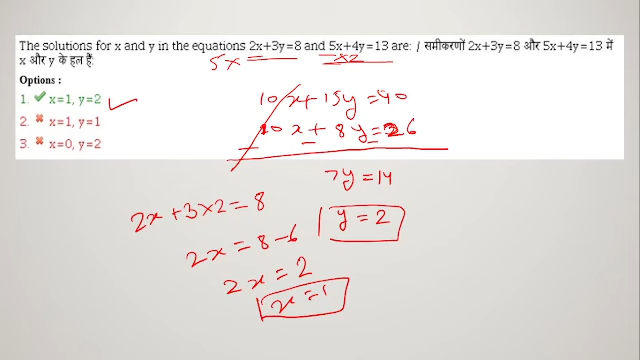 The solutions for x and y in the equations 2x+3y=8 and 5x+4y=13 are: / समीकरणों 2x+3y=8 और 5x+4y=13 में
x और y के हल हैं:
5x ×2
Options :
1. x=1, y=2
2. x=1, y=1
3. x=0, y=2
10x+15y=40
10x+8y=26
7y=14
y=2
2x+3×2=8
2x=8-6
2x=2
x=1